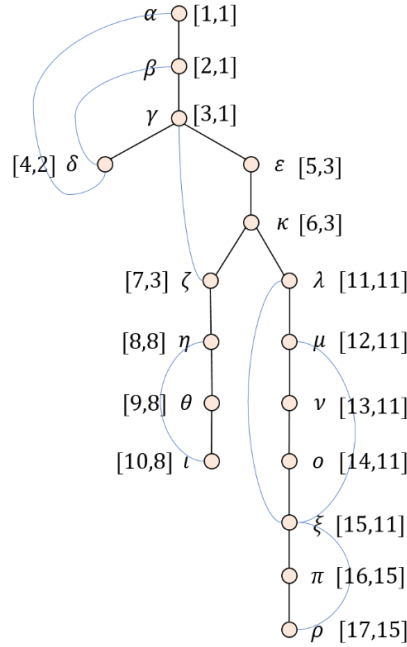 α [1,1]
β [2,1]
γ [3,1]
[4,2] δ
ε [5,3]
κ [6,3]
[7,3] ζ
λ [11,11]
[8,8] η
μ [12,11]
[9,8] θ
ν [13,11]
[10,8] ι
ο [14,11]
ξ [15,11]
π [16,15]
ρ [17,15]